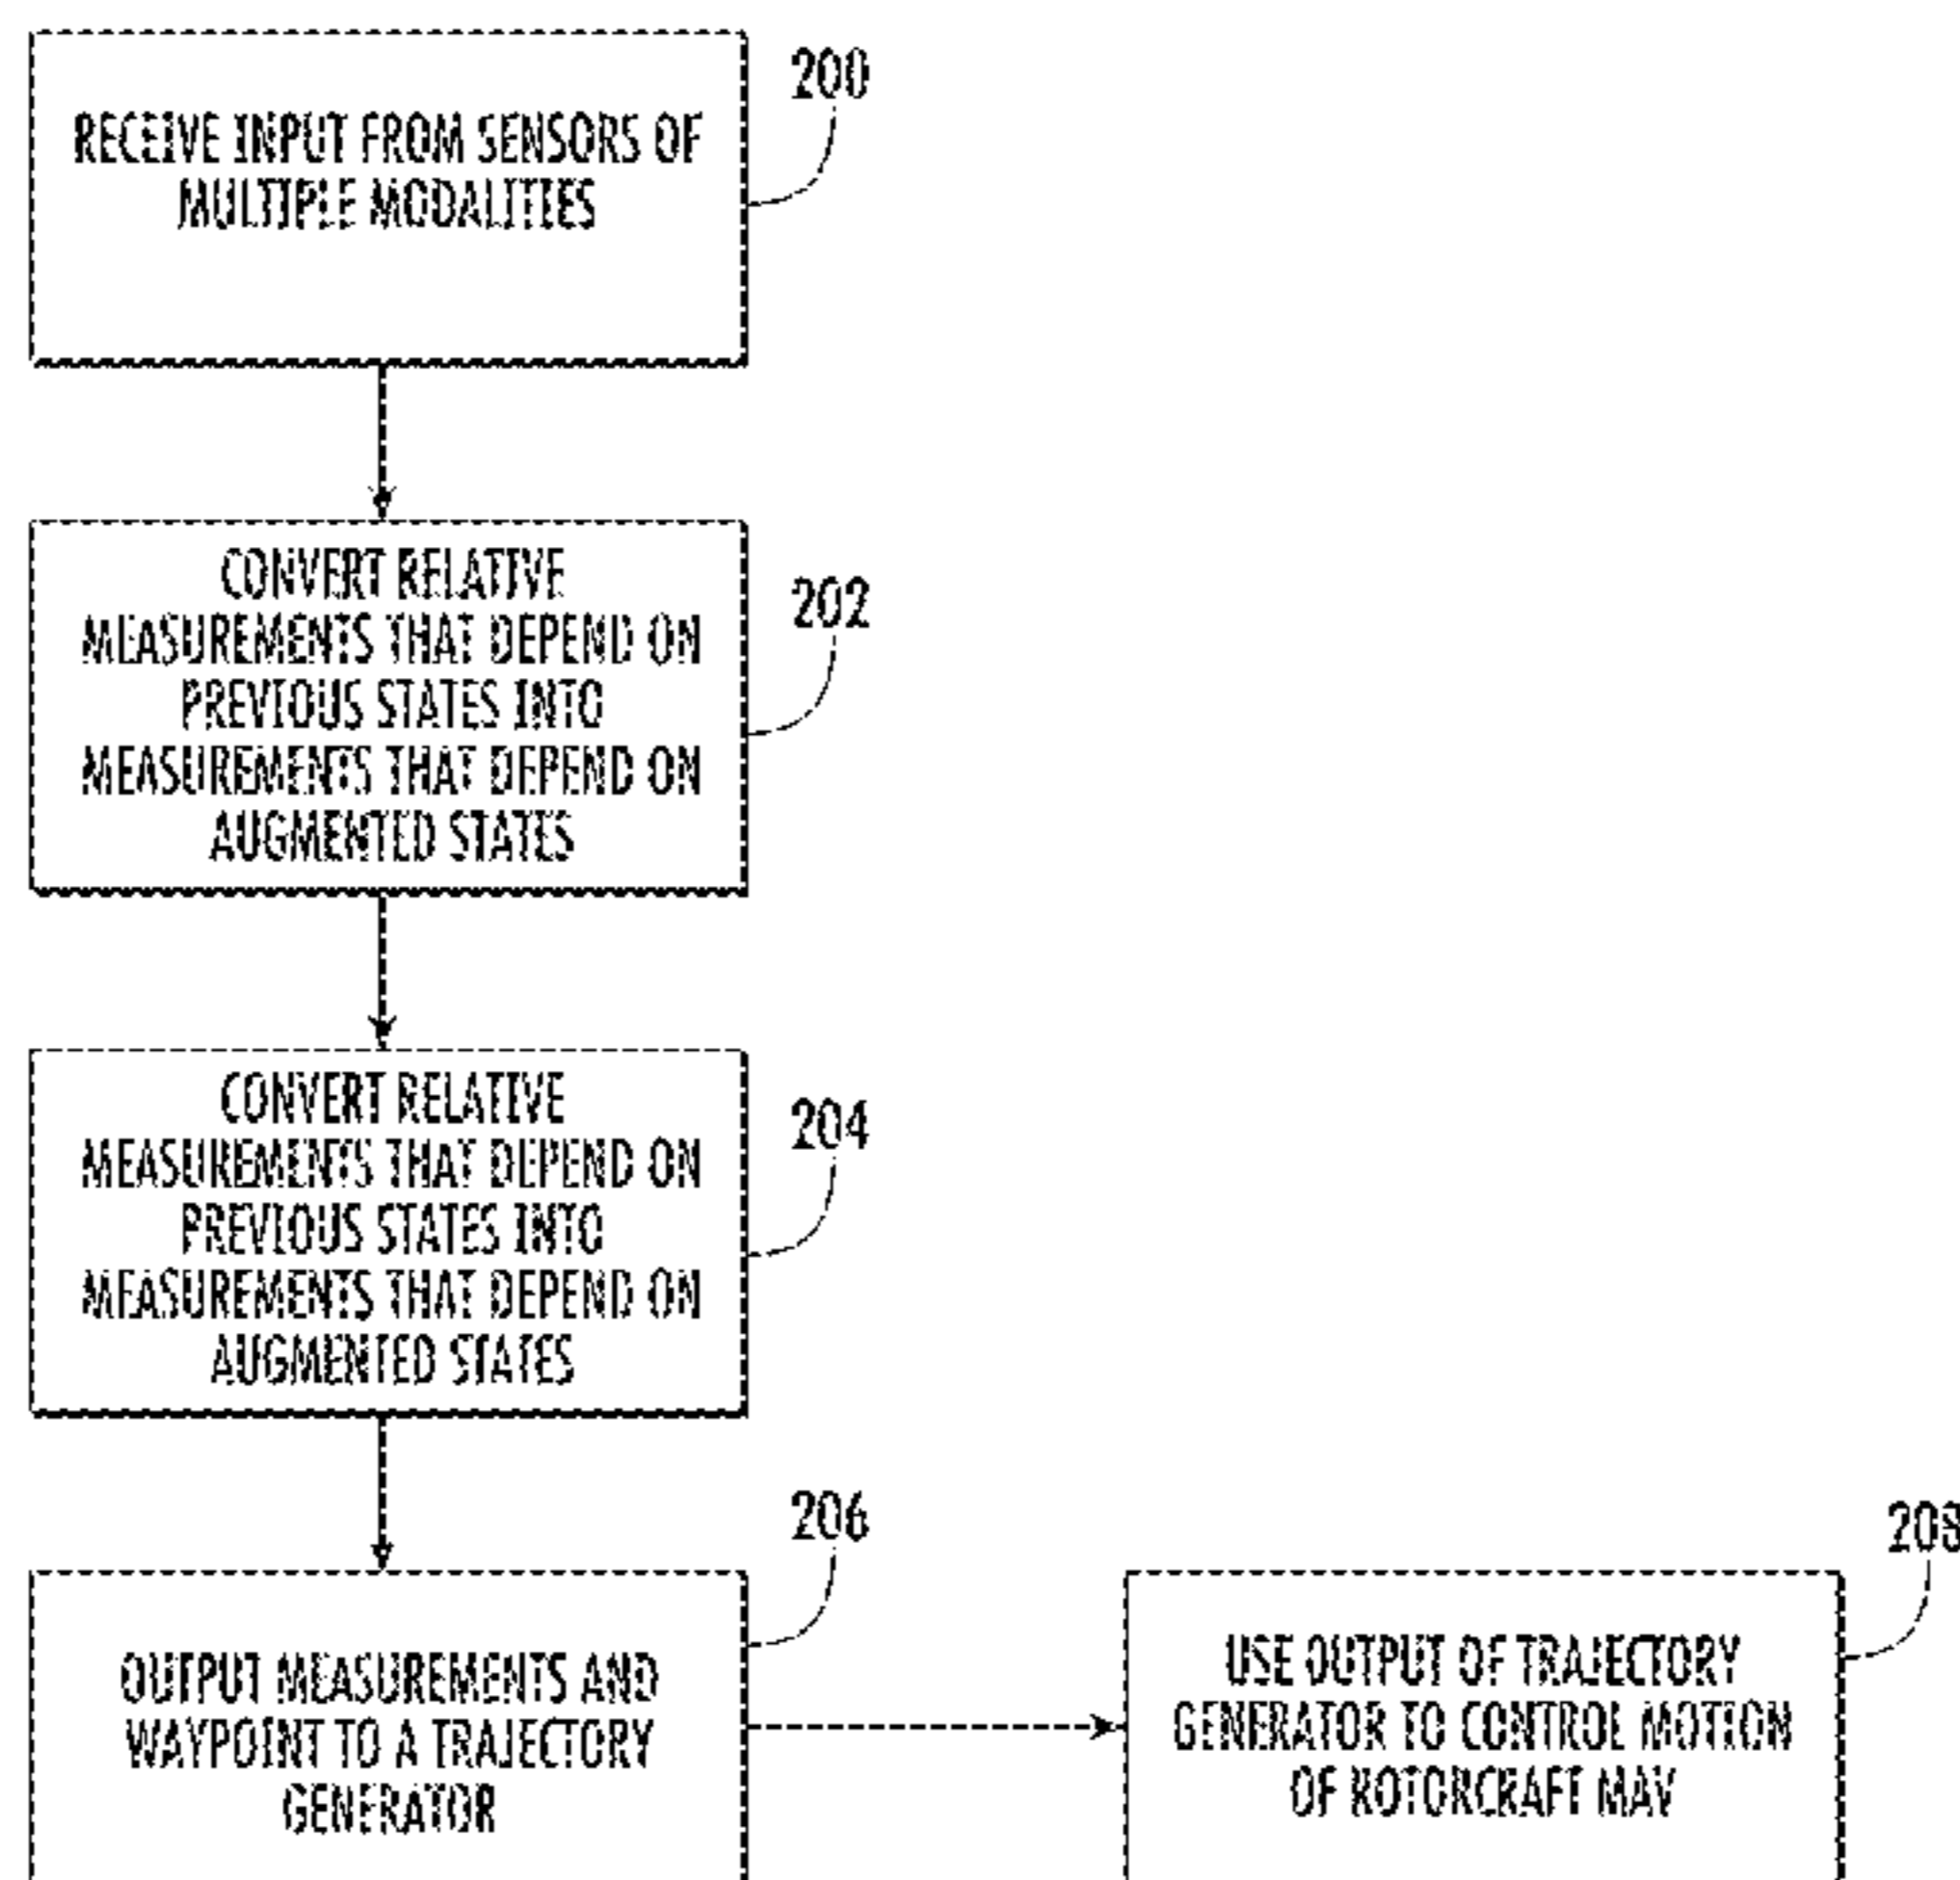 200
RECEIVE INPUT FROM SENSORS OF
MULTIPLE MODALITIES
202
CONVERT RELATIVE
MEASUREMENTS THAT DEPEND ON
PREVIOUS STATES INTO
MEASUREMENTS THAT DEPEND ON
AUGMENTED STATES
204
CONVERT RELATIVE
MEASUREMENTS THAT DEPEND ON
PREVIOUS STATES INTO
MEASUREMENTS THAT DEPEND ON
AUGMENTED STATES
206
OUTPUT MEASUREMENTS AND
WAYPOINT TO A TRAJECTORY
GENERATOR
208
USE OUTPUT OF TRAJECTORY
GENERATOR TO CONTROL MOTION
OF ROTORCRAFT MAV